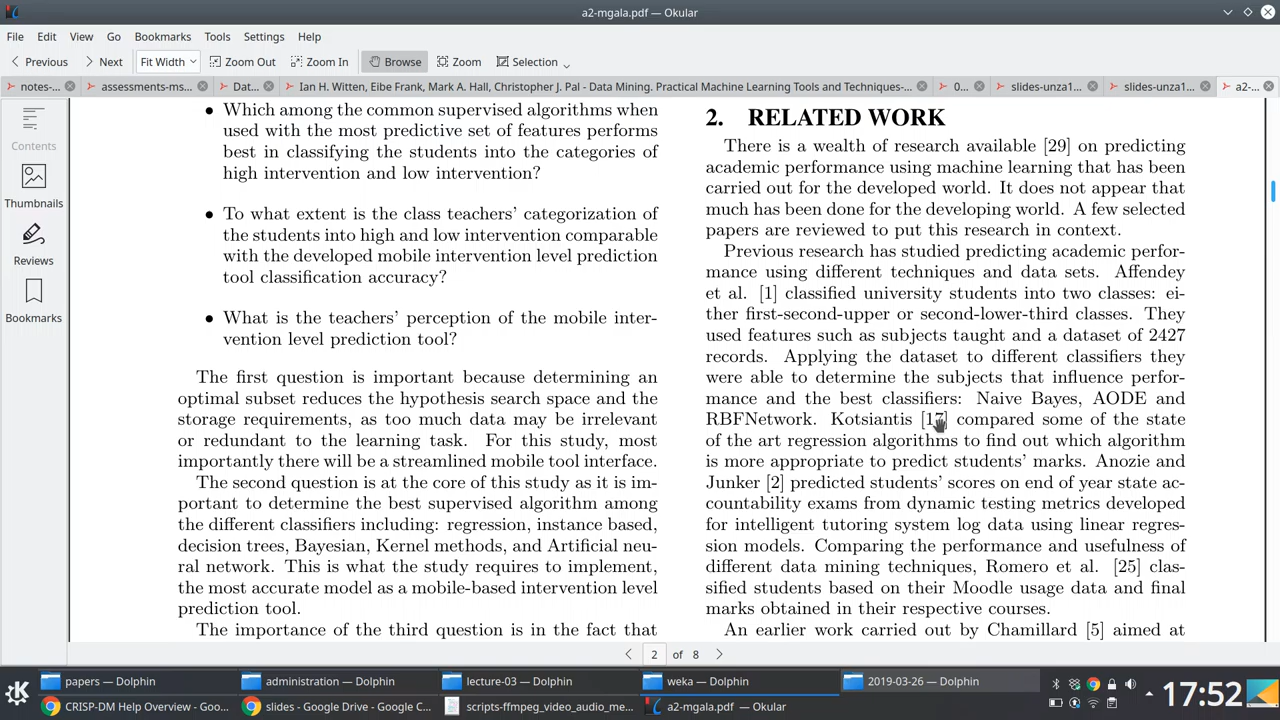 a2-mgala.pdf — Okular
File Edit View Go Bookmarks Tools Settings Help
Previous Next Fit Width Zoom Out Zoom In Browse Zoom Selection
notes-... assessments-ms... Dat... Ian H. Witten, Eibe Frank, Mark A. Hall, Christopher J. Pal - Data Mining. Practical Machine Learning Tools and Techniques-... 0... slides-unza1... slides-unza1... a2-...
Contents
Thumbnails
Reviews
Bookmarks
• Which among the common supervised algorithms when
used with the most predictive set of features performs
best in classifying the students into the categories of
high intervention and low intervention?
• To what extent is the class teachers' categorization of
the students into high and low intervention comparable
with the developed mobile intervention level prediction
tool classification accuracy?
• What is the teachers' perception of the mobile inter-
vention level prediction tool?
The first question is important because determining an
optimal subset reduces the hypothesis search space and the
storage requirements, as too much data may be irrelevant
or redundant to the learning task. For this study, most
importantly there will be a streamlined mobile tool interface.
The second question is at the core of this study as it is im-
portant to determine the best supervised algorithm among
the different classifiers including: regression, instance based,
decision trees, Bayesian, Kernel methods, and Artificial neu-
ral network. This is what the study requires to implement,
the most accurate model as a mobile-based intervention level
prediction tool.
The importance of the third question is in the fact that
2. RELATED WORK
There is a wealth of research available [29] on predicting
academic performance using machine learning that has been
carried out for the developed world. It does not appear that
much has been done for the developing world. A few selected
papers are reviewed to put this research in context.
Previous research has studied predicting academic perfor-
mance using different techniques and data sets. Affendey
et al. [1] classified university students into two classes: ei-
ther first-second-upper or second-lower-third classes. They
used features such as subjects taught and a dataset of 2427
records. Applying the dataset to different classifiers they
were able to determine the subjects that influence perfor-
mance and the best classifiers: Naive Bayes, AODE and
RBFNetwork. Kotsiantis [17] compared some of the state
of the art regression algorithms to find out which algorithm
is more appropriate to predict students' marks. Anozie and
Junker [2] predicted students' scores on end of year state ac-
countability exams from dynamic testing metrics developed
for intelligent tutoring system log data using linear regres-
sion models. Comparing the performance and usefulness of
different data mining techniques, Romero et al. [25] clas-
sified students based on their Moodle usage data and final
marks obtained in their respective courses.
An earlier work carried out by Chamillard [5] aimed at
2 of 8
papers — Dolphin administration — Dolphin lecture-03 — Dolphin weka — Dolphin 2019-03-26 — Dolphin
CRISP-DM Help Overview - Goo... slides - Google Drive - Google C... scripts-ffmpeg_video_audio_me... a2-mgala.pdf — Okular
17:52